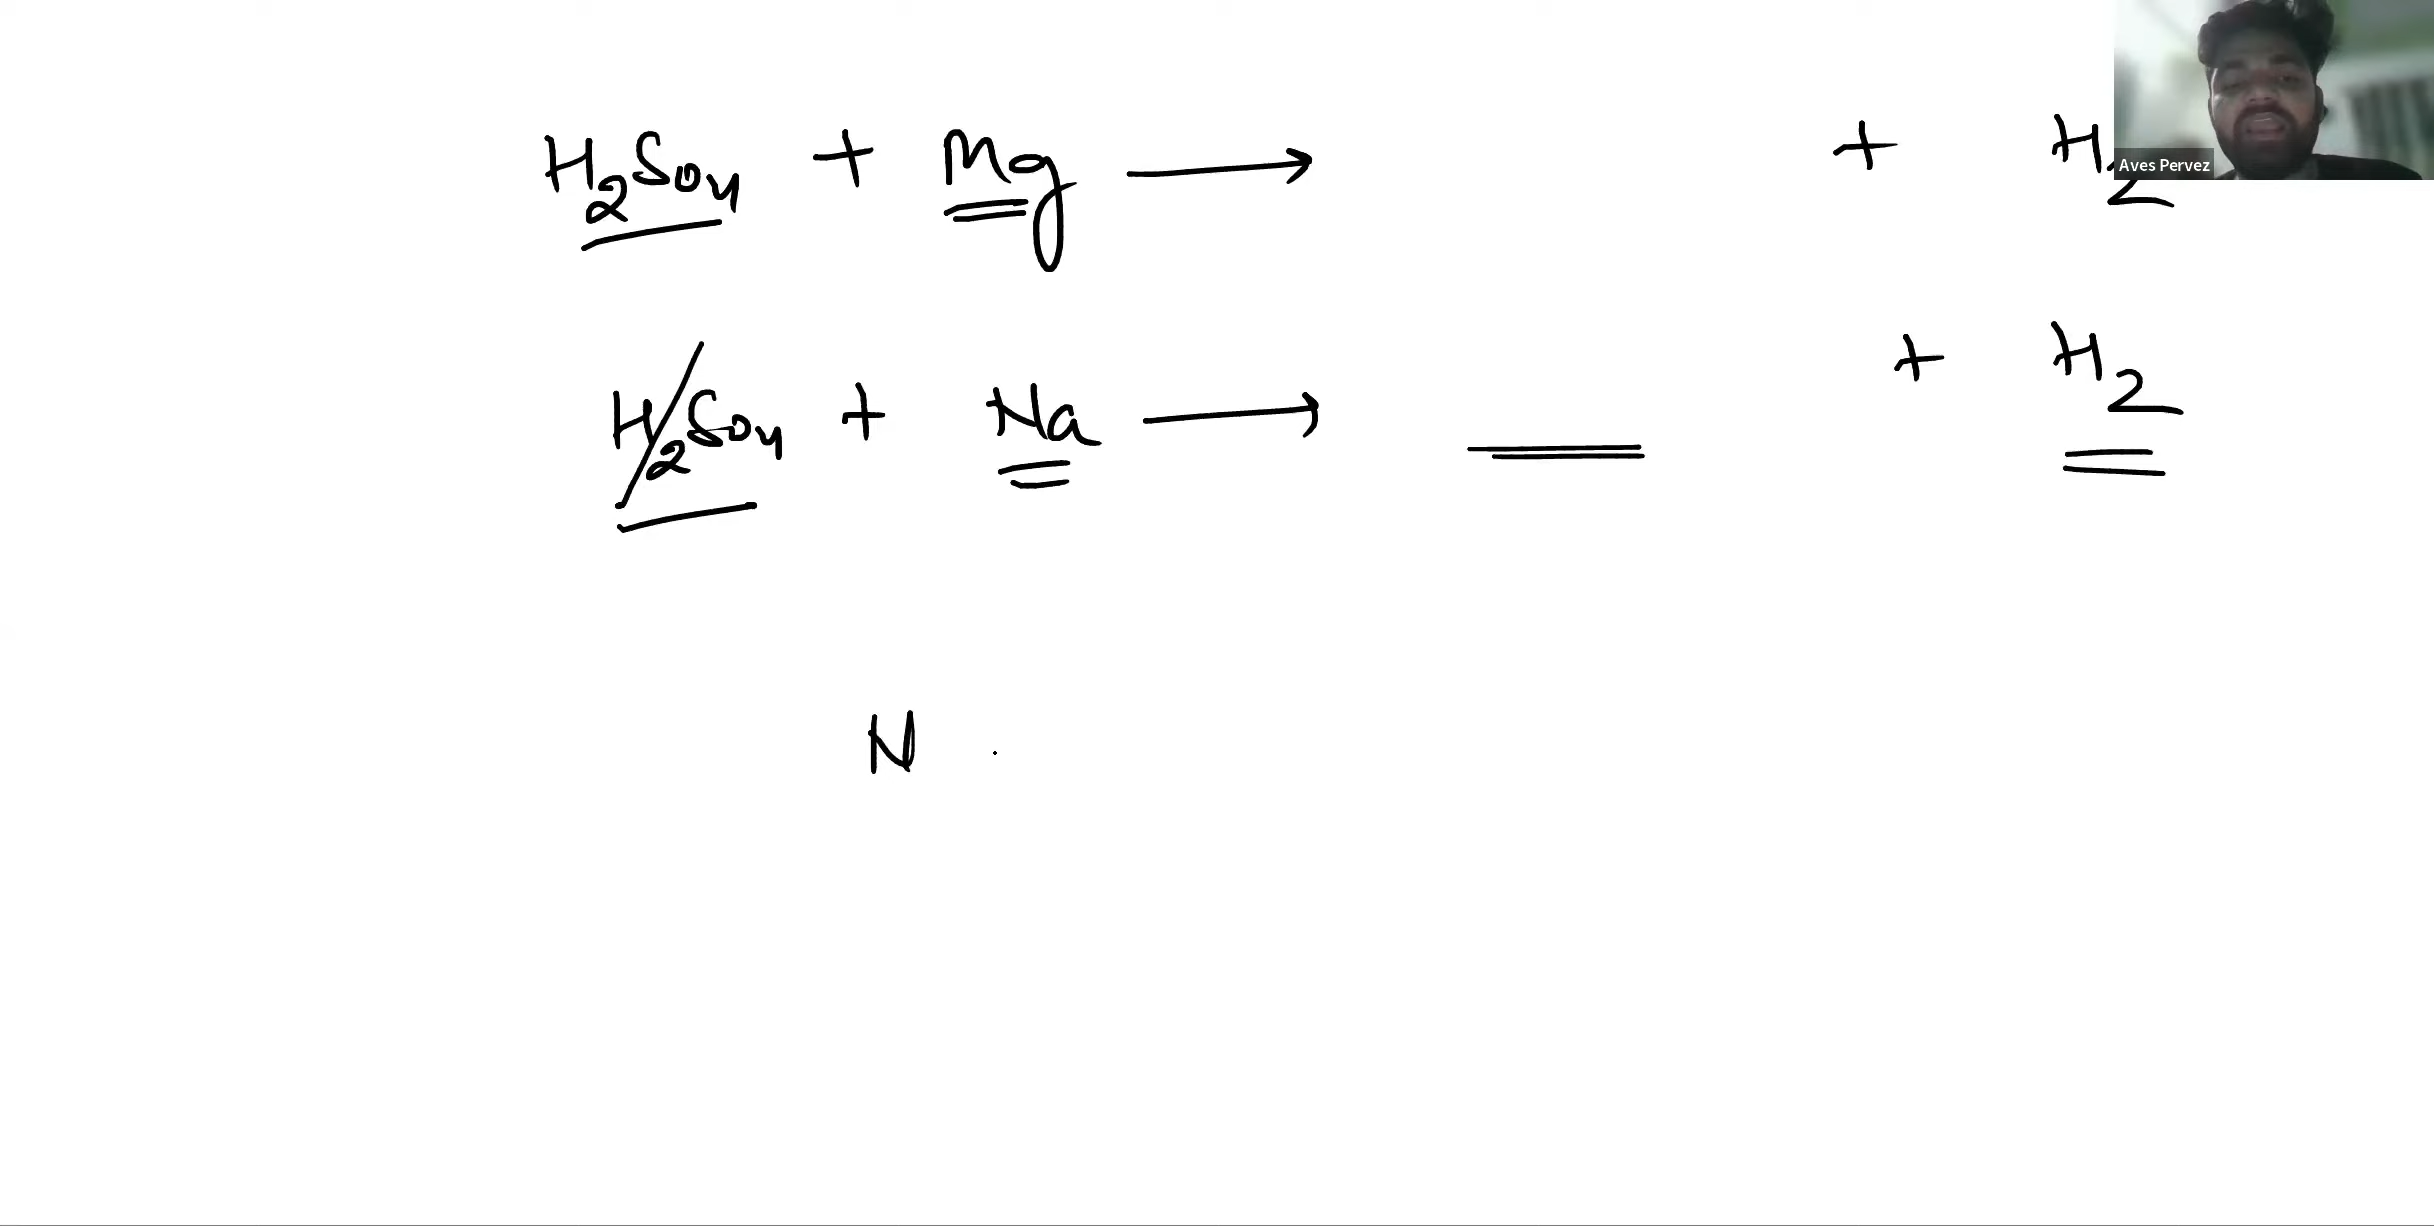 H₂SO₄ + Mg ⟶ + H₂
Aves Pervez
H₂SO₄ + Na ⟶ + H₂
N